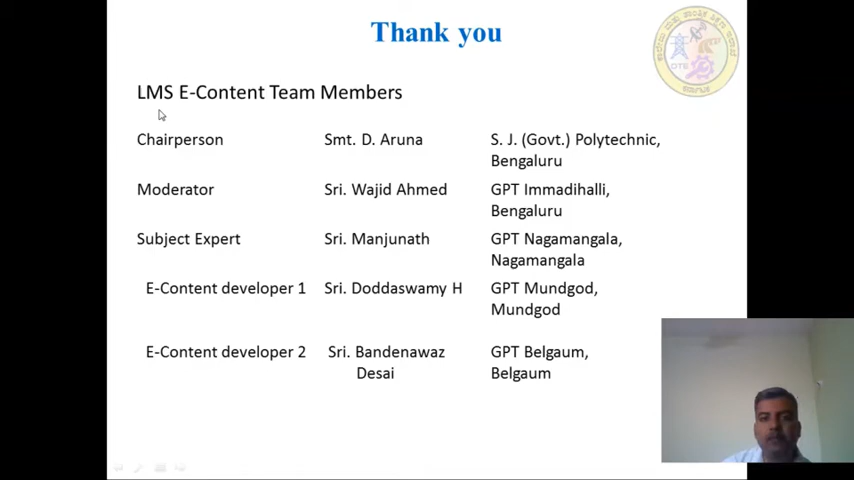 Thank you
DTE
LMS E-Content Team Members
Chairperson Smt. D. Aruna S. J. (Govt.) Polytechnic,
Bengaluru
Moderator Sri. Wajid Ahmed GPT Immadihalli,
Bengaluru
Subject Expert Sri. Manjunath GPT Nagamangala,
Nagamangala
E-Content developer 1 Sri. Doddaswamy H GPT Mundgod,
Mundgod
E-Content developer 2 Sri. Bandenawaz GPT Belgaum,
Desai Belgaum